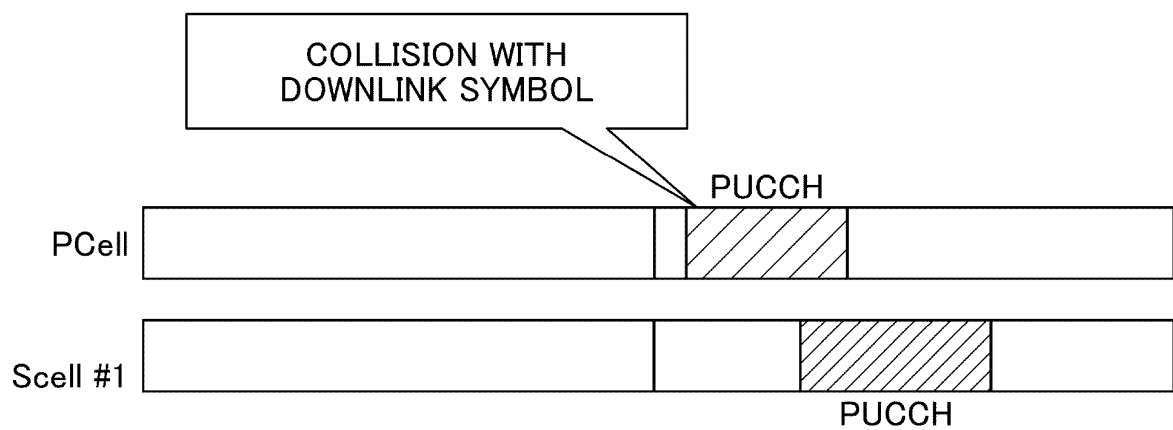 COLLISION WITH
DOWNLINK SYMBOL
PUCCH
PCell
Scell #1
PUCCH